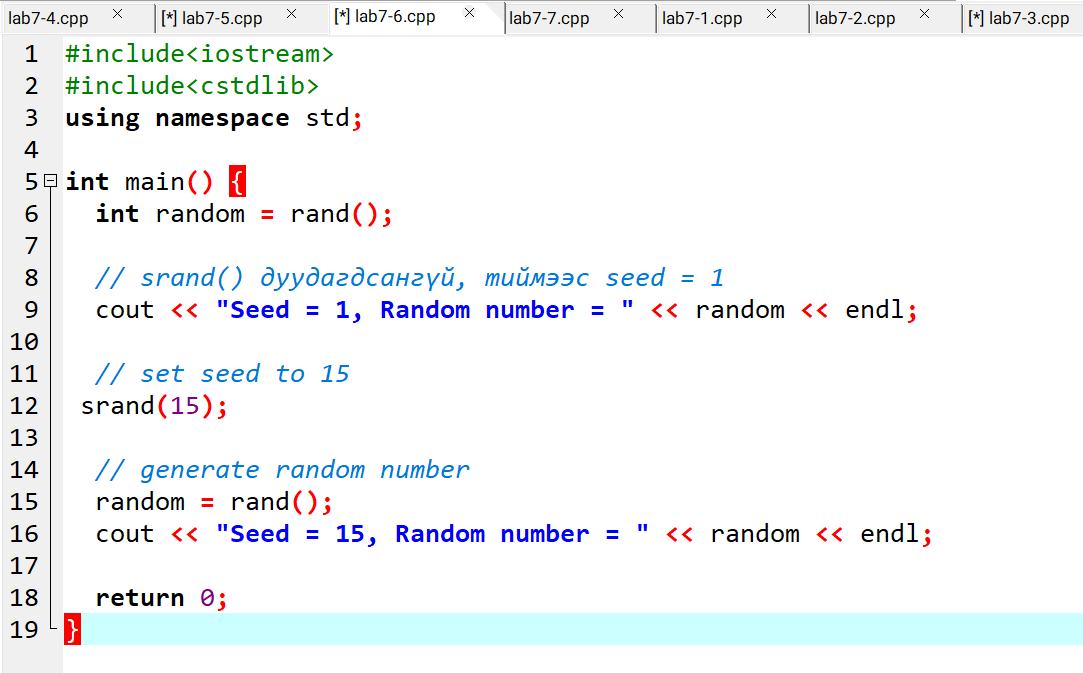 lab7-4.cpp [*] lab7-5.cpp [*] lab7-6.cpp lab7-7.cpp lab7-1.cpp lab7-2.cpp [*] lab7-3.cpp
1 #include<iostream>
2 #include<cstdlib>
3 using namespace std;
4
5 int main() {
6 int random = rand();
7
8 // srand() дуудагдсангүй, тиймээс seed = 1
9 cout << "Seed = 1, Random number = " << random << endl;
10
11 // set seed to 15
12 srand(15);
13
14 // generate random number
15 random = rand();
16 cout << "Seed = 15, Random number = " << random << endl;
17
18 return 0;
19 }